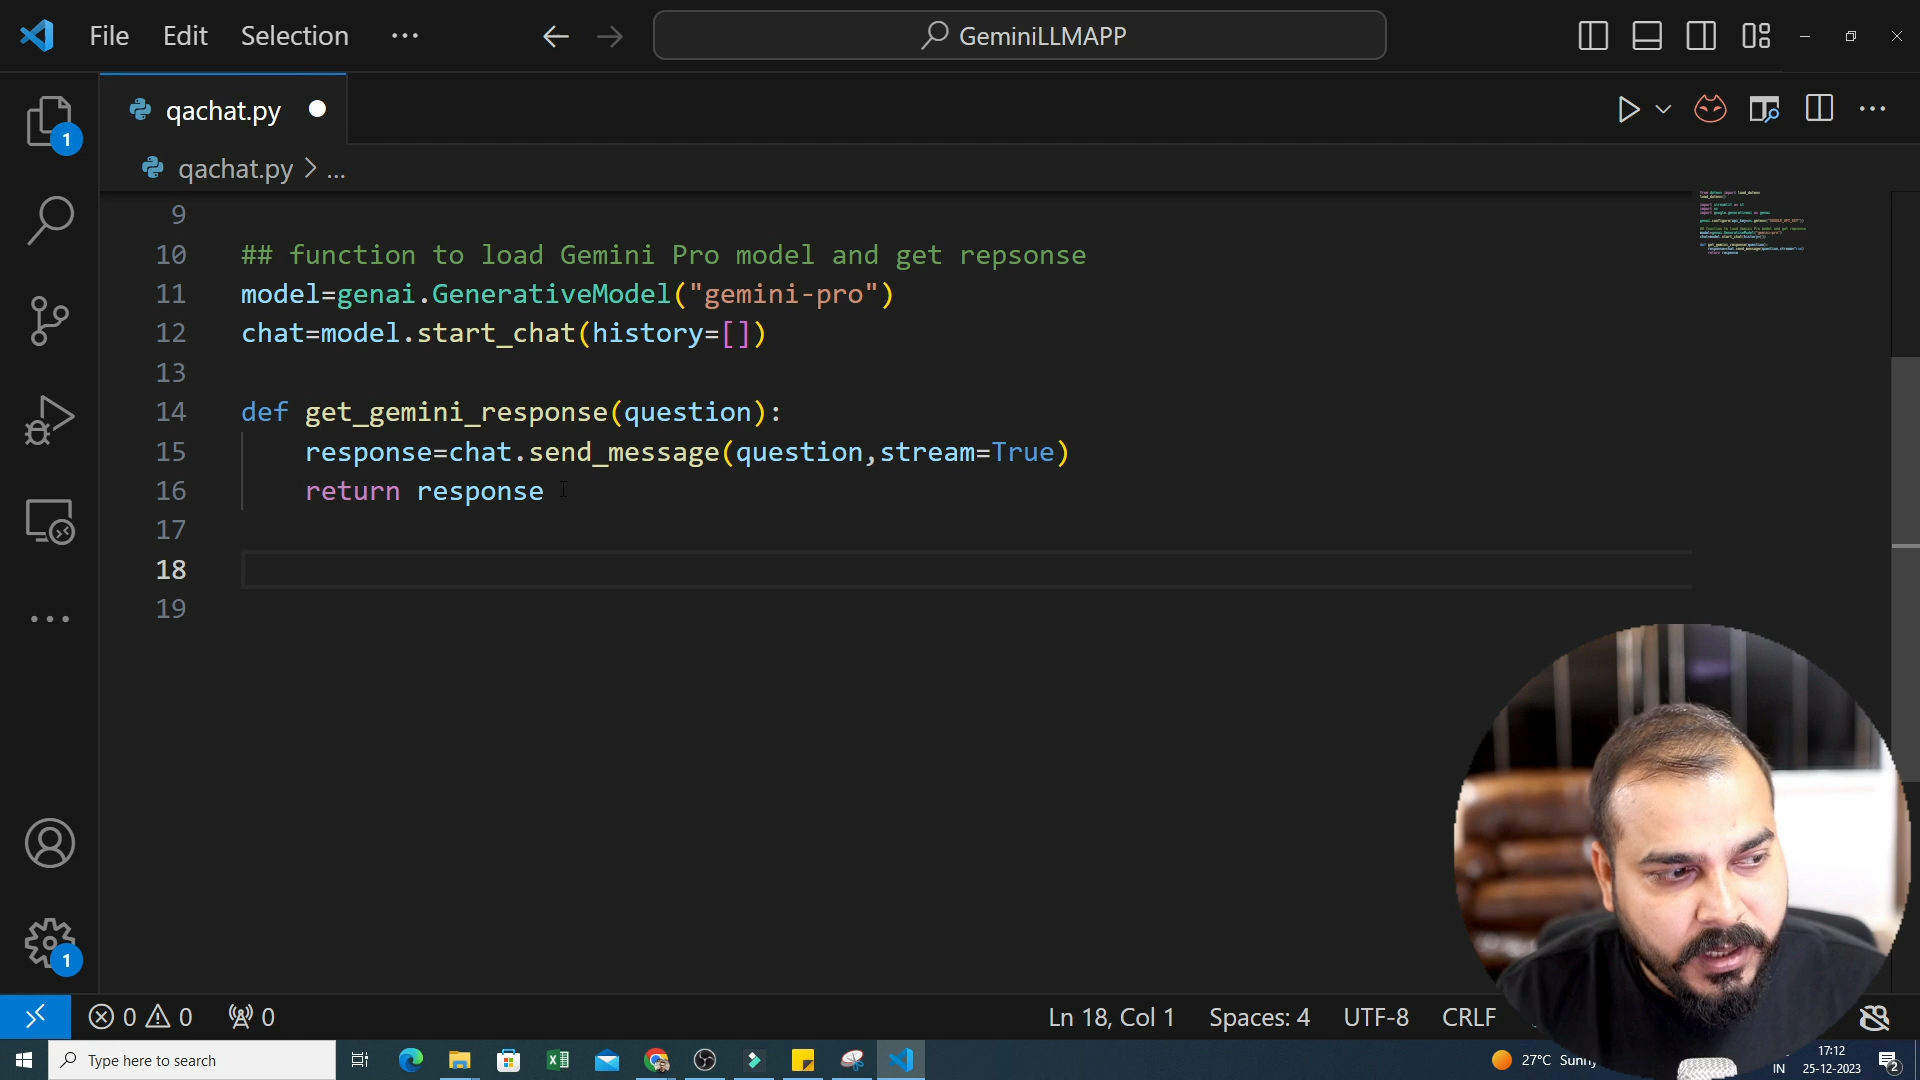 File Edit Selection ...
GeminiLLMAPP
qachat.py
qachat.py > ...
1
9
10 ## function to load Gemini Pro model and get repsonse
11 model=genai.GenerativeModel("gemini-pro")
12 chat=model.start_chat(history=[])
13
14 def get_gemini_response(question):
15 response=chat.send_message(question,stream=True)
16 return response
17
18
19
1
0 0 0
Ln 18, Col 1 Spaces: 4 UTF-8 CRLF
Type here to search
27°C
IN
17:12
25-12-2023
2